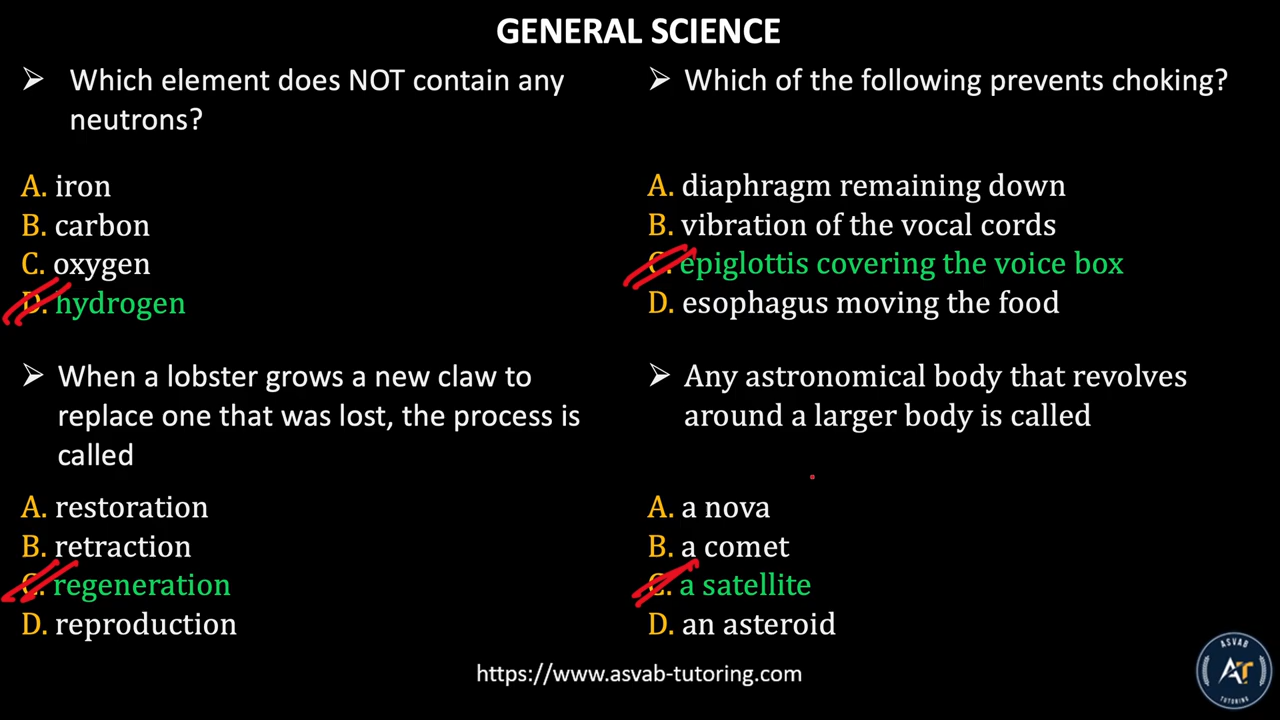 GENERAL SCIENCE
➢ Which element does NOT contain any
neutrons?
A. iron
B. carbon
C. oxygen
D. hydrogen
➢ Which of the following prevents choking?
A. diaphragm remaining down
B. vibration of the vocal cords
C. epiglottis covering the voice box
D. esophagus moving the food
➢ When a lobster grows a new claw to
replace one that was lost, the process is
called
A. restoration
B. retraction
C. regeneration
D. reproduction
➢ Any astronomical body that revolves
around a larger body is called
A. a nova
B. a comet
C. a satellite
D. an asteroid
https://www.asvab-tutoring.com
ASVAB
AT
TUTORING